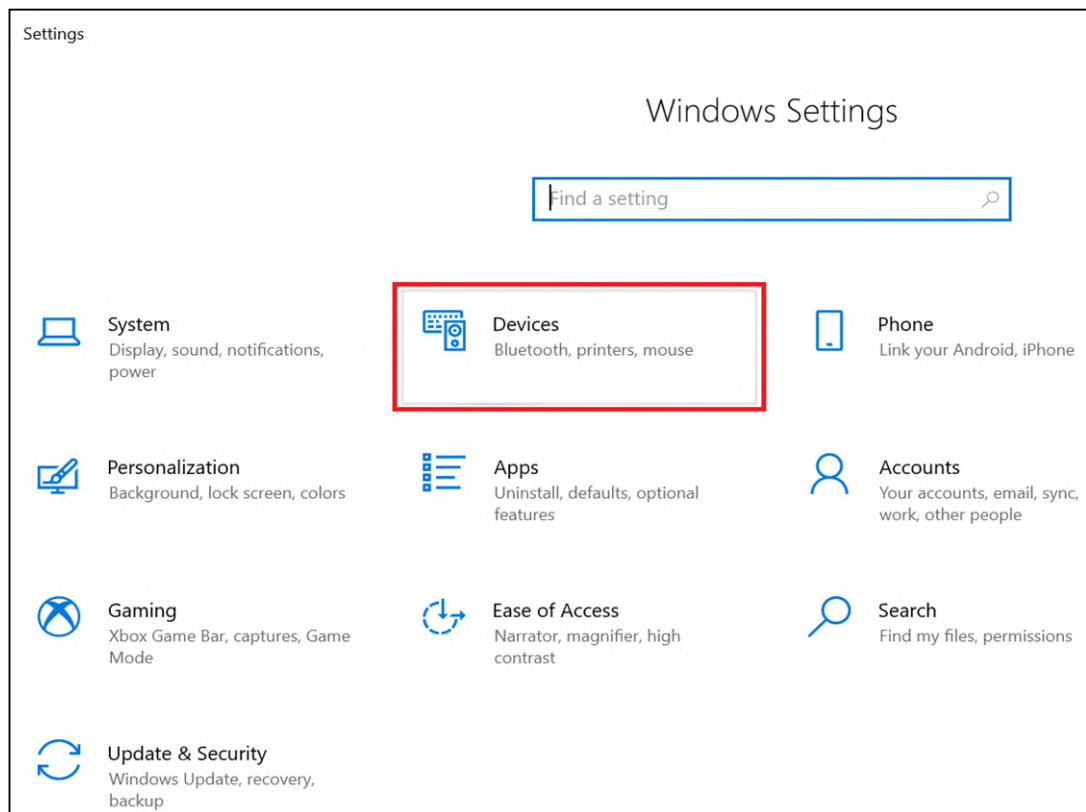 Settings
Windows Settings
Find a setting
System
Display, sound, notifications,
power
Devices
Bluetooth, printers, mouse
Phone
Link your Android, iPhone
Personalization
Background, lock screen, colors
Apps
Uninstall, defaults, optional
features
Accounts
Your accounts, email, sync,
work, other people
Gaming
Xbox Game Bar, captures, Game
Mode
Ease of Access
Narrator, magnifier, high
contrast
Search
Find my files, permissions
Update & Security
Windows Update, recovery,
backup